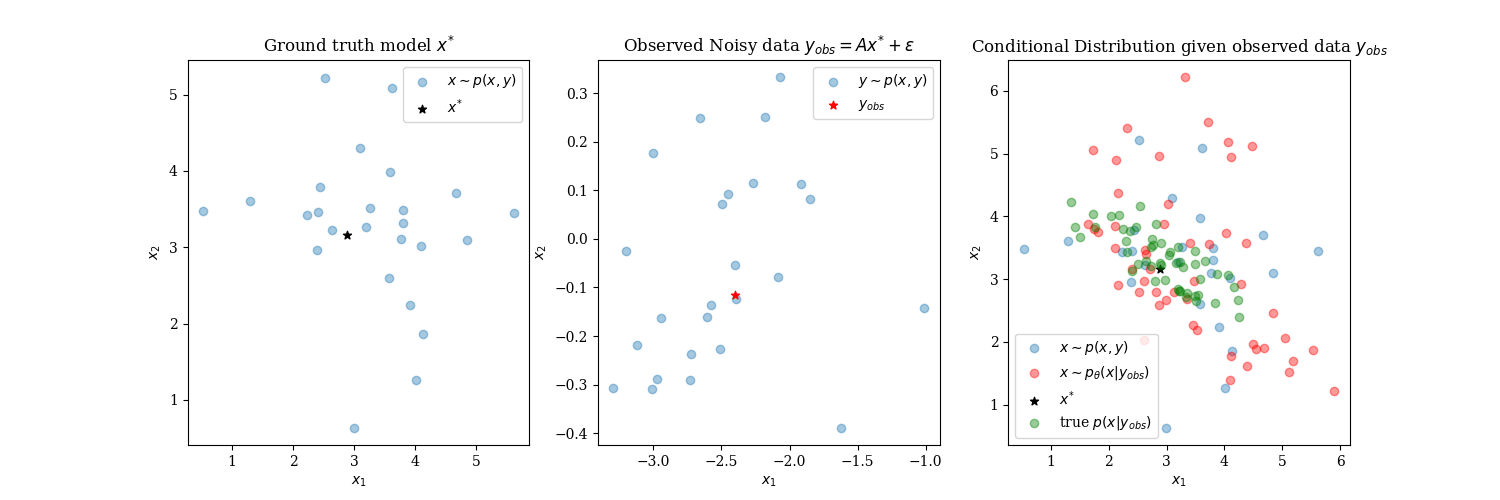 Ground truth model $x^*$
$x \sim p(x, y)$
$x^*$
5
4
3
2
1
$x_2$
1 2 3 4 5
$x_1$
Observed Noisy data $y_{obs} = Ax^* + \varepsilon$
$y \sim p(x, y)$
$y_{obs}$
0.3
0.2
0.1
0.0
−0.1
−0.2
−0.3
−0.4
$x_2$
−3.0 −2.5 −2.0 −1.5 −1.0
$x_1$
Conditional Distribution given observed data $y_{obs}$
6
5
4
3
2
1
$x_2$
$x \sim p(x, y)$
$x \sim p_\theta(x|y_{obs})$
$x^*$
true $p(x|y_{obs})$
1 2 3 4 5 6
$x_1$